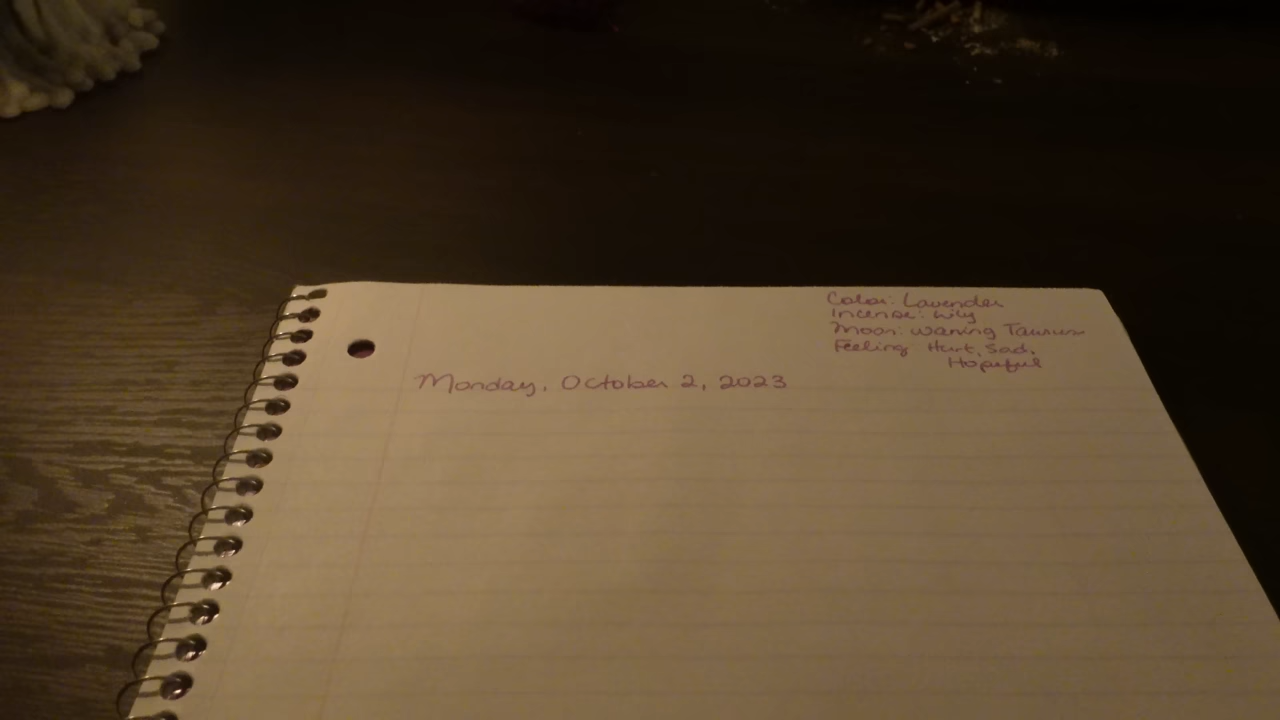 Color: Lavender
Incense: Lily
Moon: Waning Taurus
Feeling: Hurt, Sad,
Hopeful
Monday, October 2, 2023